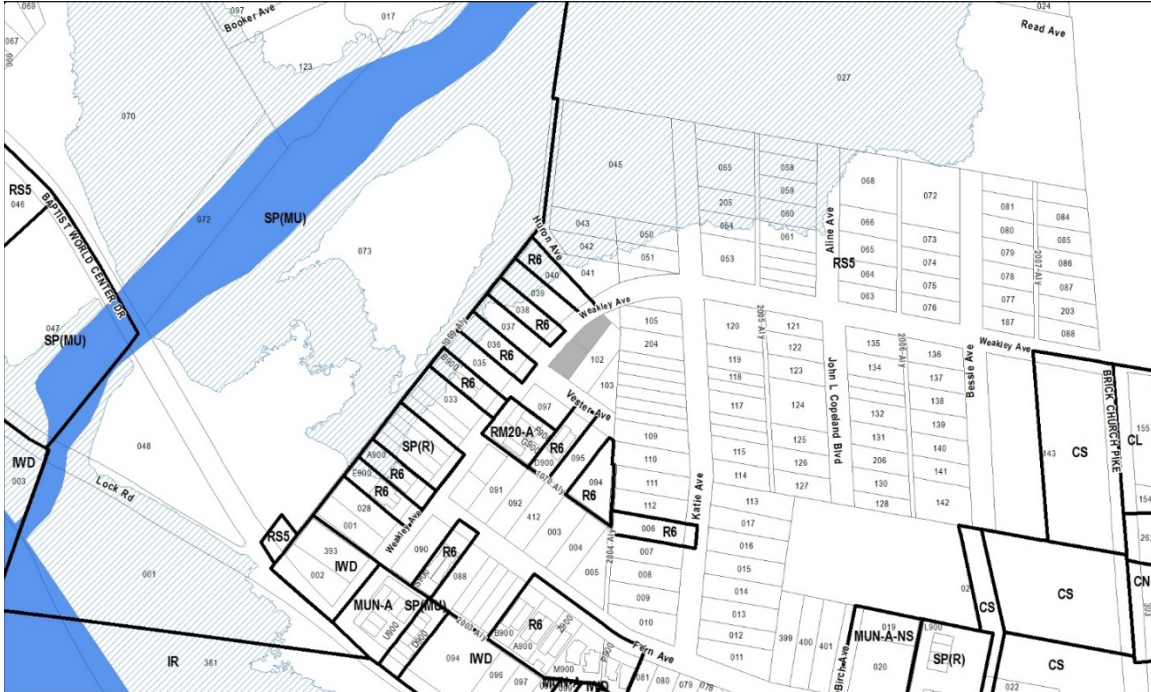 069
097
Booker Ave
017
024
Read Ave
067
123
027
070
RS5
046
BAPTIST WORLD CENTER DR
072
SP(MU)
073
045
055
058
059
205
060
054
061
068
Aline Ave
066
065
RS5
064
063
072
073
074
075
076
081
080
079
078
077
187
2007-Aly
084
085
086
087
203
088
Huron Ave
043
042
041
050
051
053
R6
040
039
038
R6
037
036
R6
Weakley Ave
047
SP(MU)
105
204
102
103
120
119
118
117
115
114
2005-Aly
121
122
123
124
125
126
127
John L Copeland Blvd
135
134
132
131
206
130
128
2006-Aly
136
137
138
139
140
141
142
Bessie Ave
Weakley Ave
CS
BRICK CHURCH PIKE
CL
155
154
CS
CN
CS
CS
CS
B900
035
R6
033
Vester Ave
097
RM20-A
G900
R6
D900
095
094
R6
109
110
111
112
Katie Ave
113
048
IWD
003
Lock Rd
SP(R)
A900
R6
E900
R6
028
001
Weakley Ave
091
092
412
003
004
005
1070-Aly
2004-Aly
006
R6
007
008
009
010
017
016
015
014
013
012
011
RS5
393
002
IWD
090
R6
088
MUN-A
U900
SP(MU)
D900
094
IWD
096
097
B900
R6
A900
M900
Fern Ave
081
080
079
078
399
400
401
Birch Ave
019
MUN-A-NS
020
L900
SP(R)
022
001
IR
381